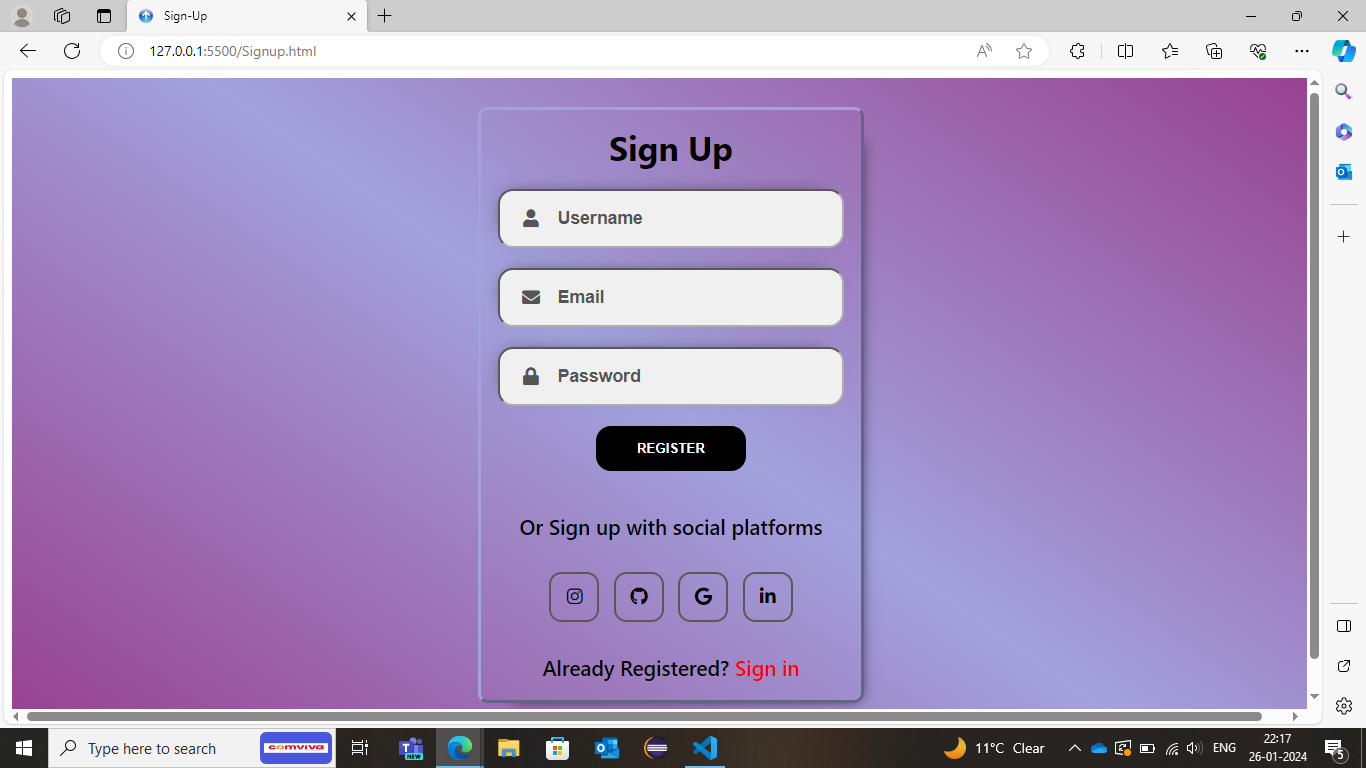 Sign-Up
127.0.0.1:5500/Signup.html
Sign Up
Username
Email
Password
REGISTER
Or Sign up with social platforms
Already Registered? Sign in
Type here to search
comviva
NEW
11°C Clear
ENG
22:17
26-01-2024
5